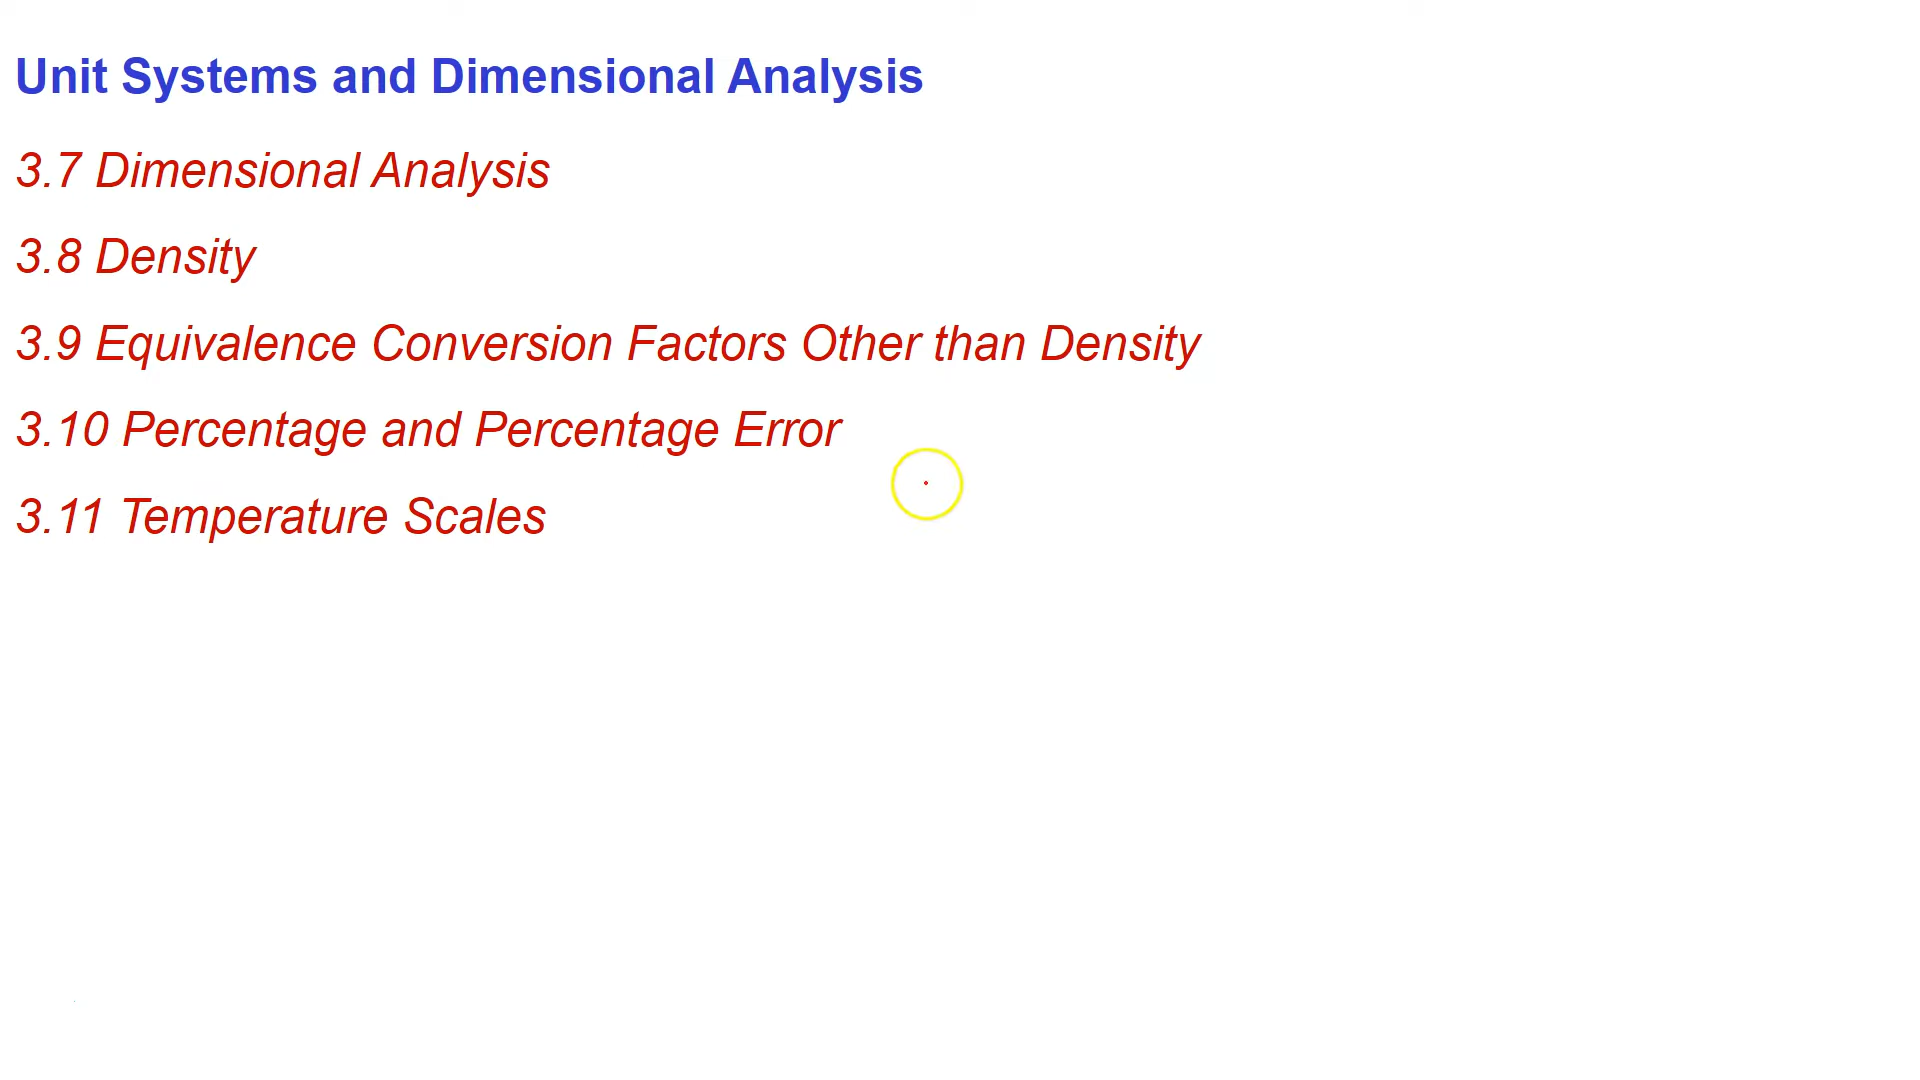 Unit Systems and Dimensional Analysis
3.7 Dimensional Analysis
3.8 Density
3.9 Equivalence Conversion Factors Other than Density
3.10 Percentage and Percentage Error
3.11 Temperature Scales